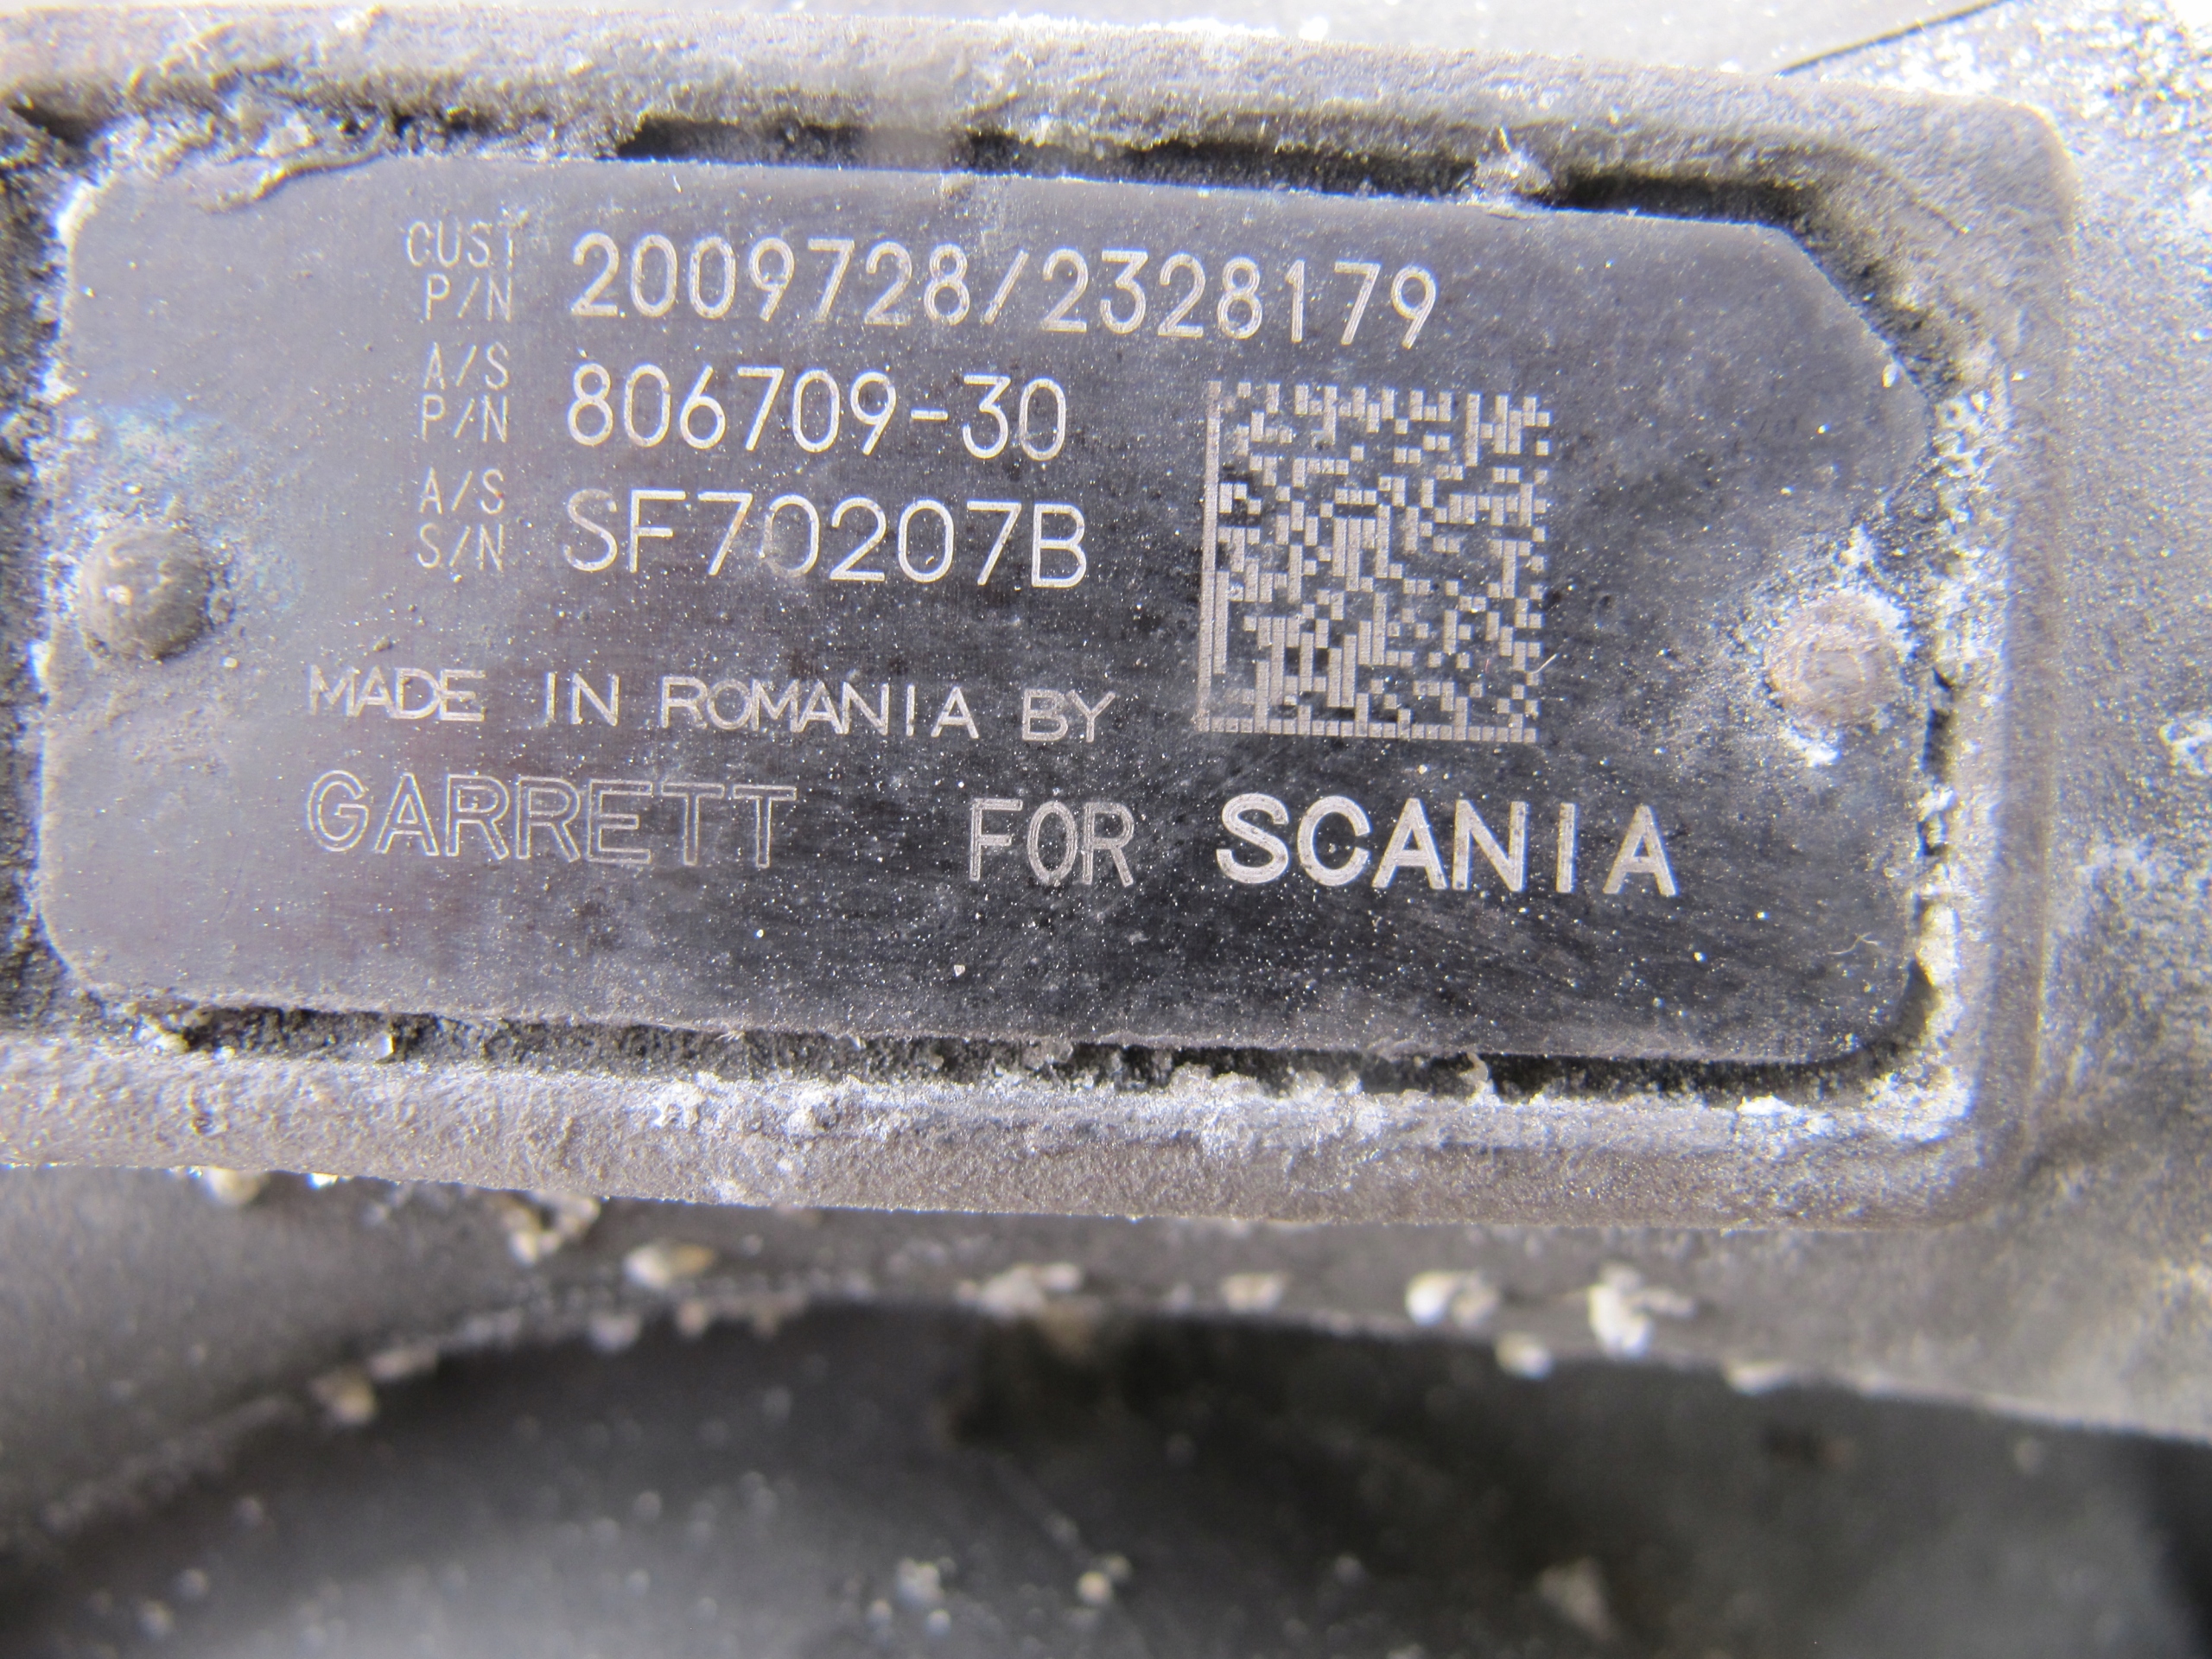 CUST P/N 2009728/2328179
A/S P/N 806709-30
A/S S/N SF70207B
MADE IN ROMANIA BY
GARRETT FOR SCANIA